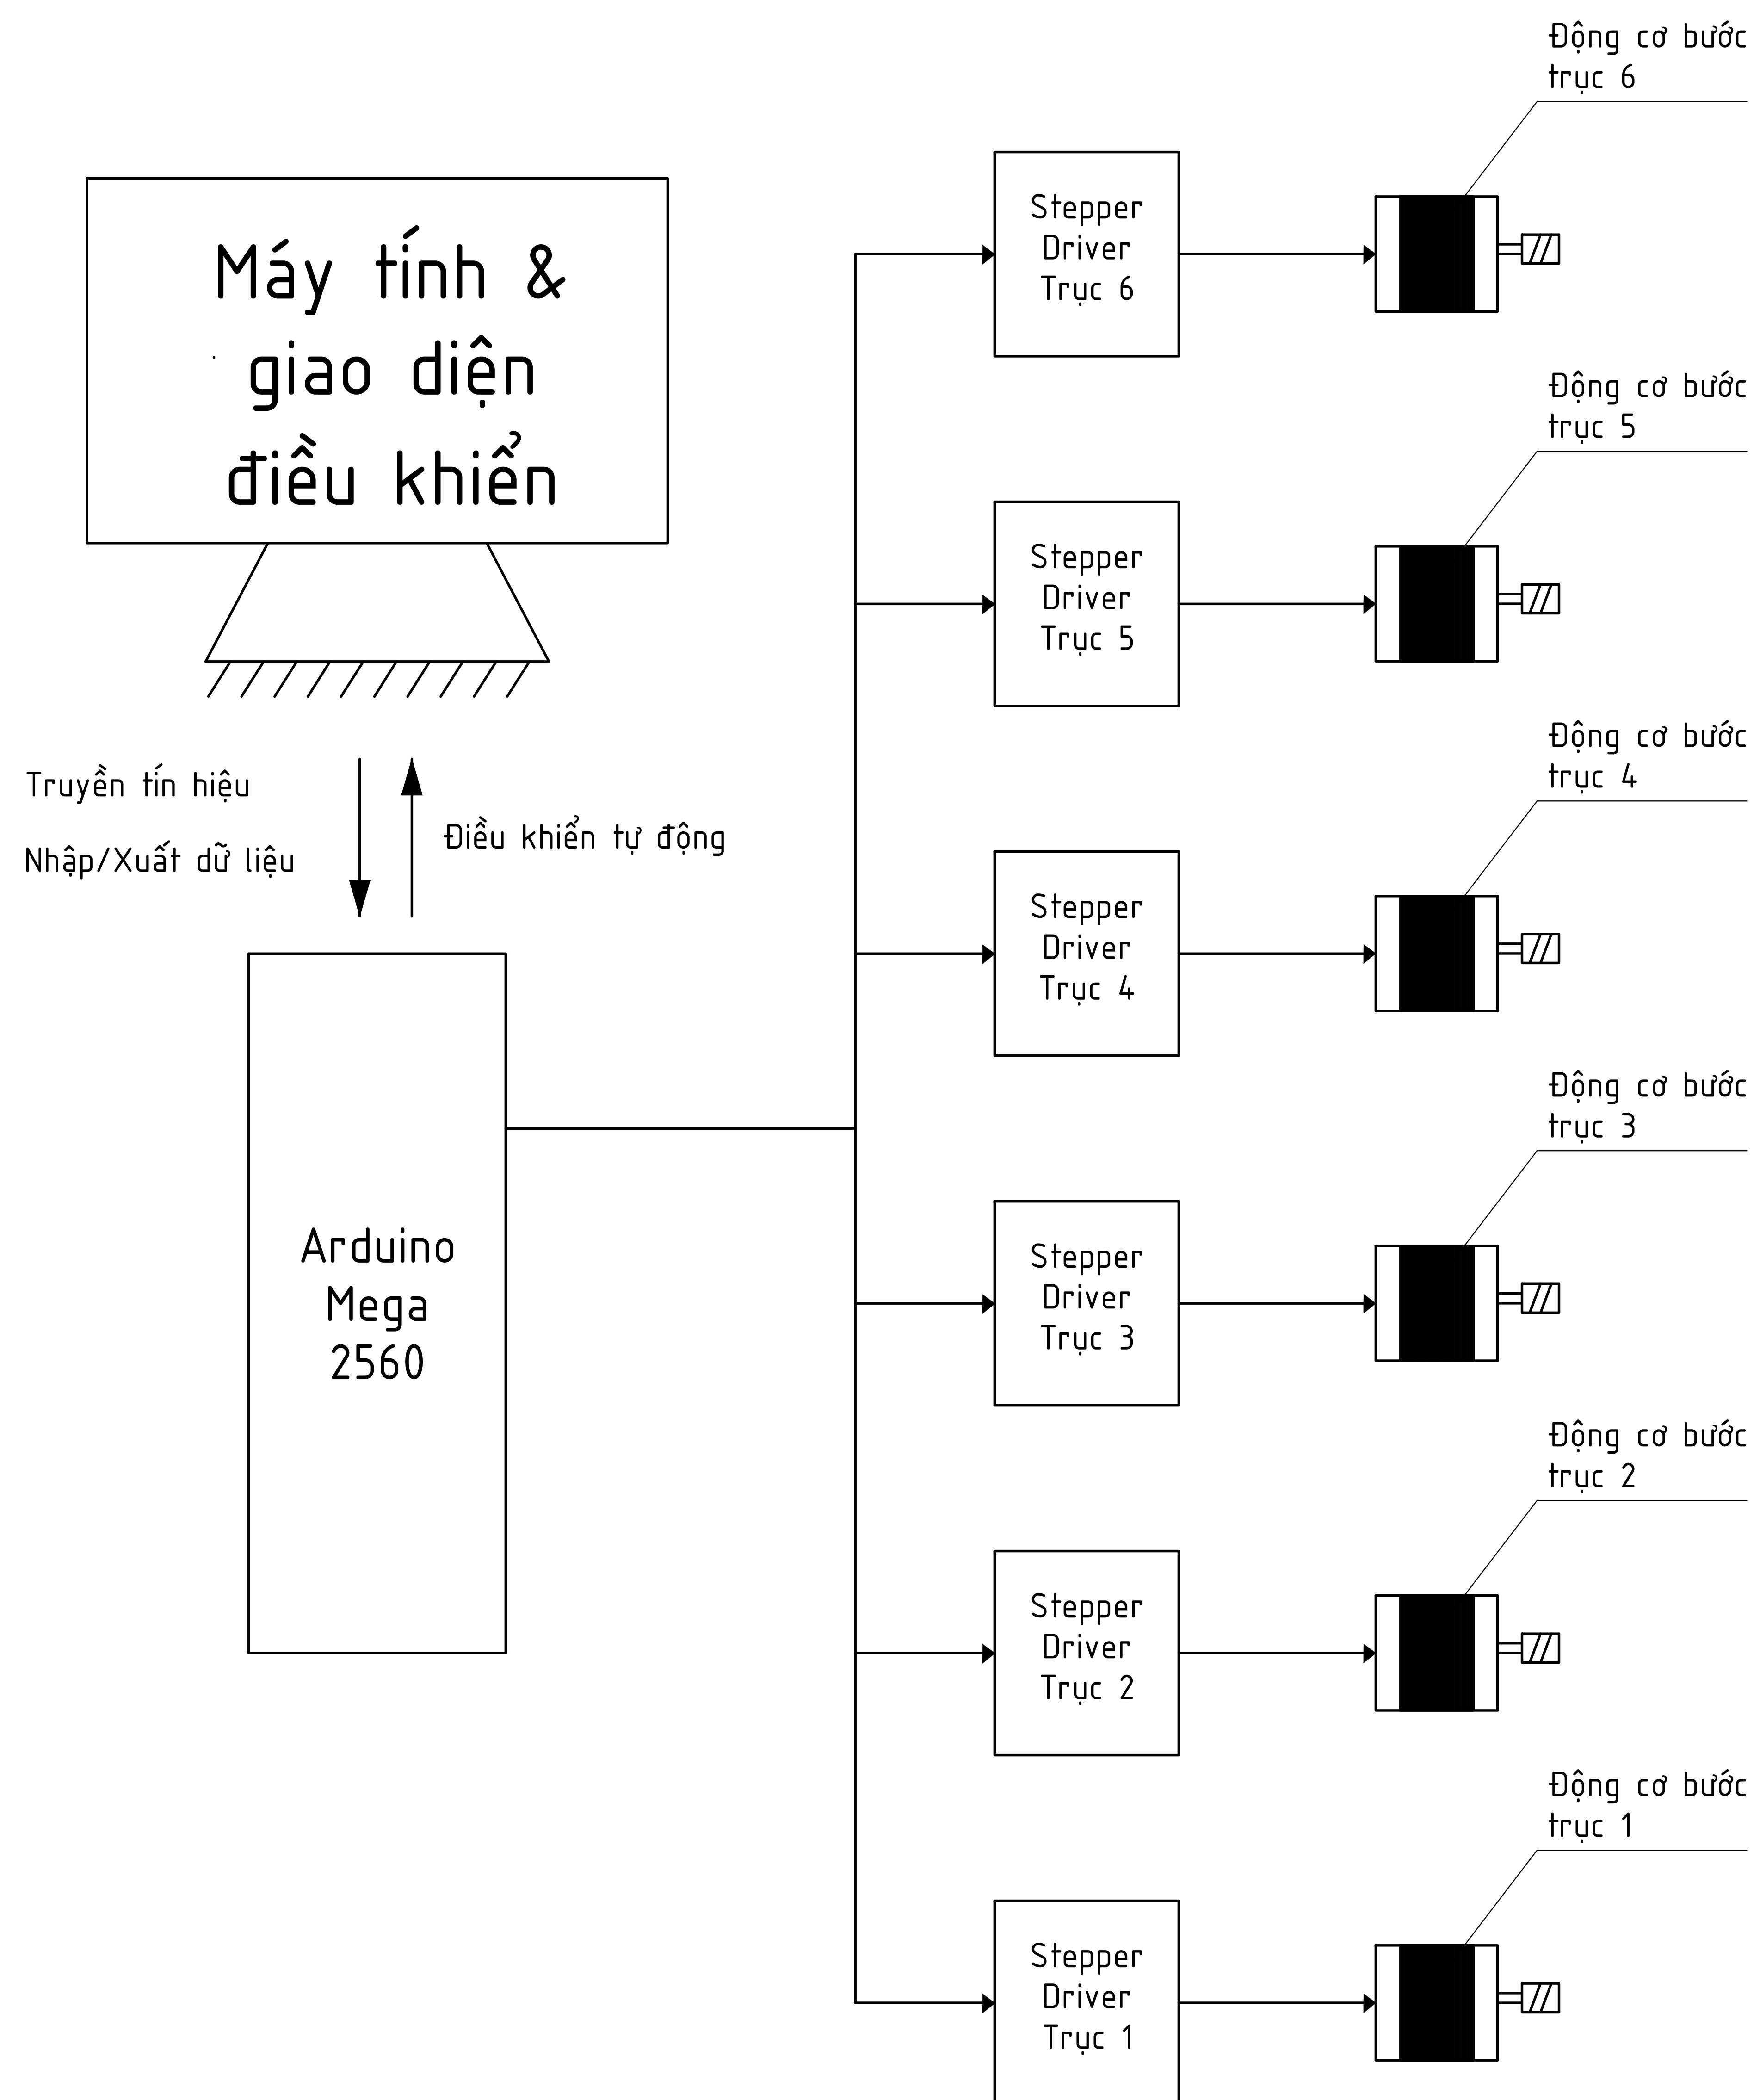 Máy tính &
giao diện
điều khiển
Truyền tín hiệu
Nhập/Xuất dữ liệu
Điều khiển tự động
Arduino
Mega
2560
Động cơ bước
trục 6
Stepper
Driver
Trục 6
Động cơ bước
trục 5
Stepper
Driver
Trục 5
Động cơ bước
trục 4
Stepper
Driver
Trục 4
Động cơ bước
trục 3
Stepper
Driver
Trục 3
Động cơ bước
trục 2
Stepper
Driver
Trục 2
Động cơ bước
trục 1
Stepper
Driver
Trục 1